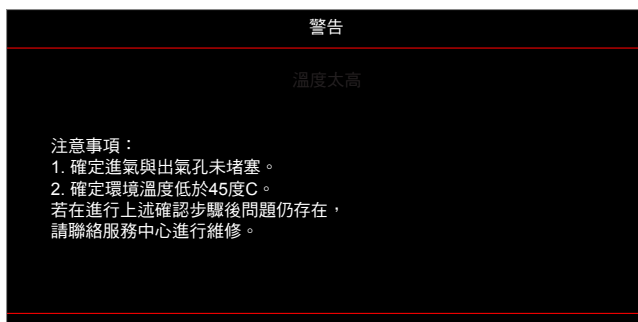 警告
溫度太高
注意事項：
1. 確定進氣與出氣孔未堵塞。
2. 確定環境溫度低於45度C。
若在進行上述確認步驟後問題仍存在，
請聯絡服務中心進行維修。